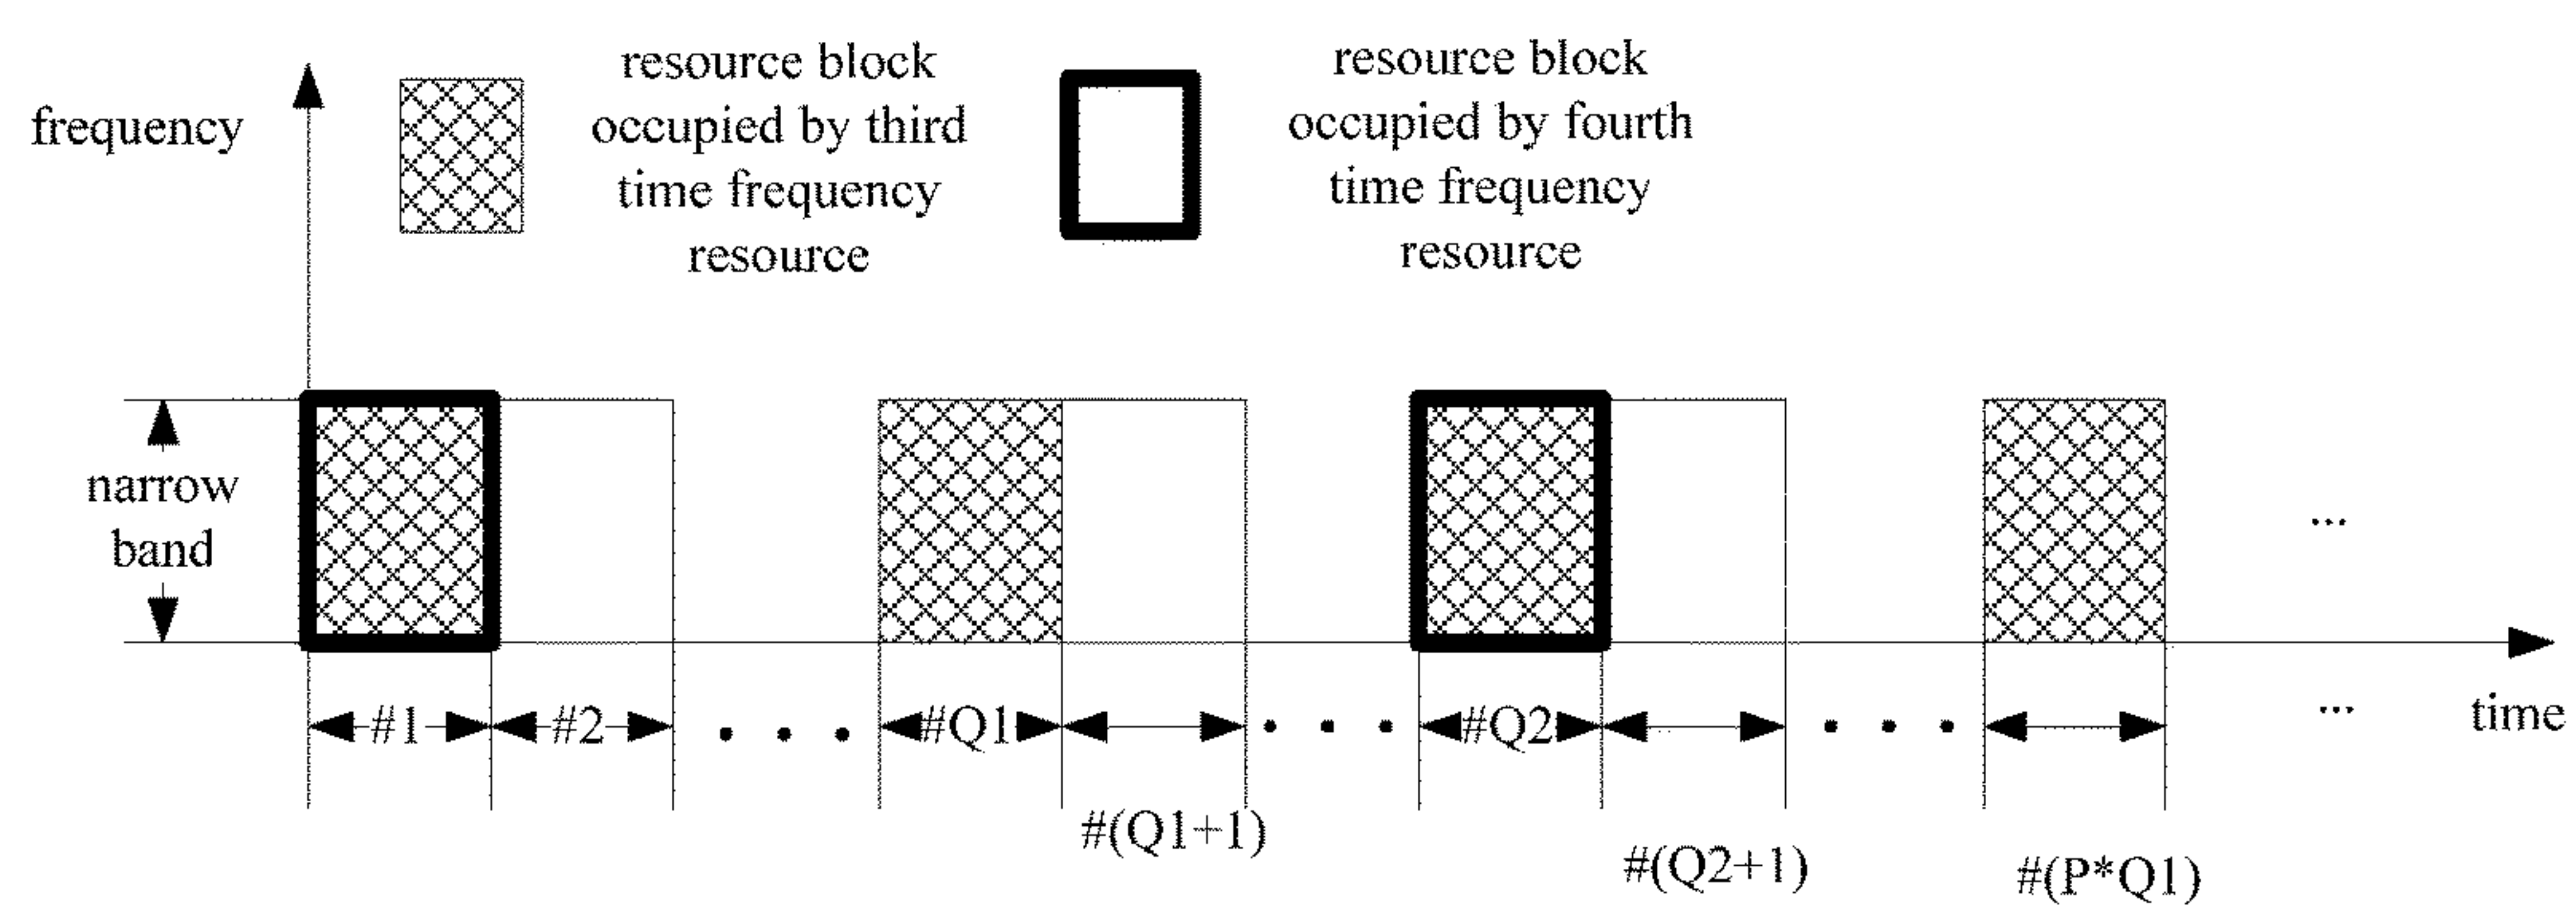 frequency
resource block
occupied by third
time frequency
resource
resource block
occupied by fourth
time frequency
resource
narrow
band
...
#1
#2
. . .
#Q1
. . .
#Q2
. . .
...
time
#(Q1+1)
#(Q2+1)
#(P*Q1)